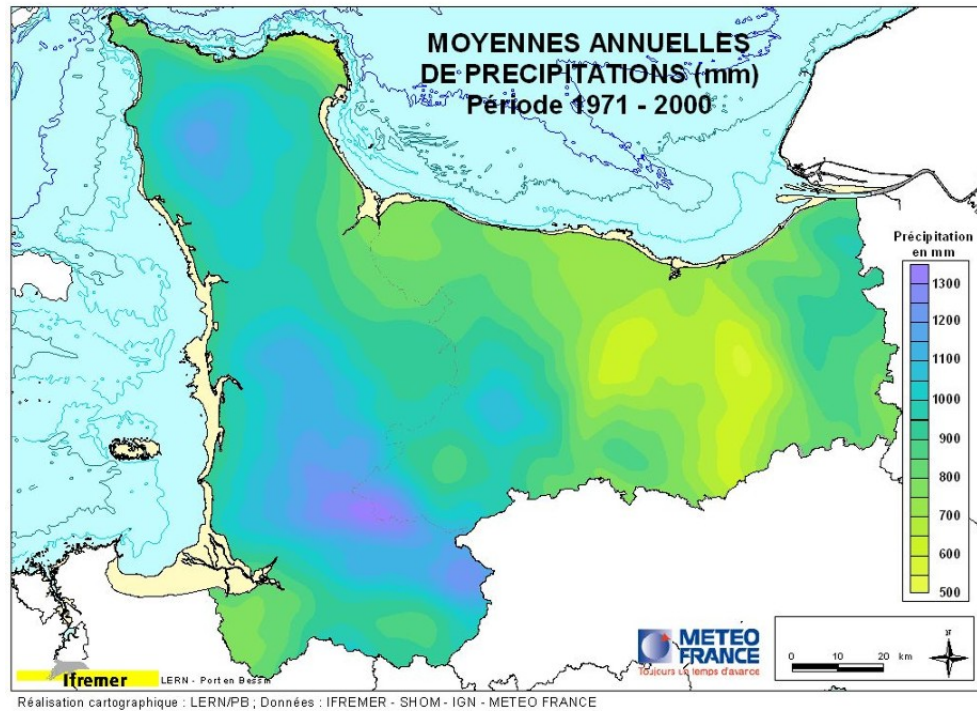 MOYENNES ANNUELLES
DE PRECIPITATIONS (mm)
Période 1971 - 2000
Précipitation
en mm
1300
1200
1100
1000
900
800
700
600
500
METEO
FRANCE
Toujours un temps d'avance
0 10 20 km
Ifremer
LERN - Port en Bessin
Réalisation cartographique : LERN/PB ; Données : IFREMER - SHOM - IGN - METEO FRANCE